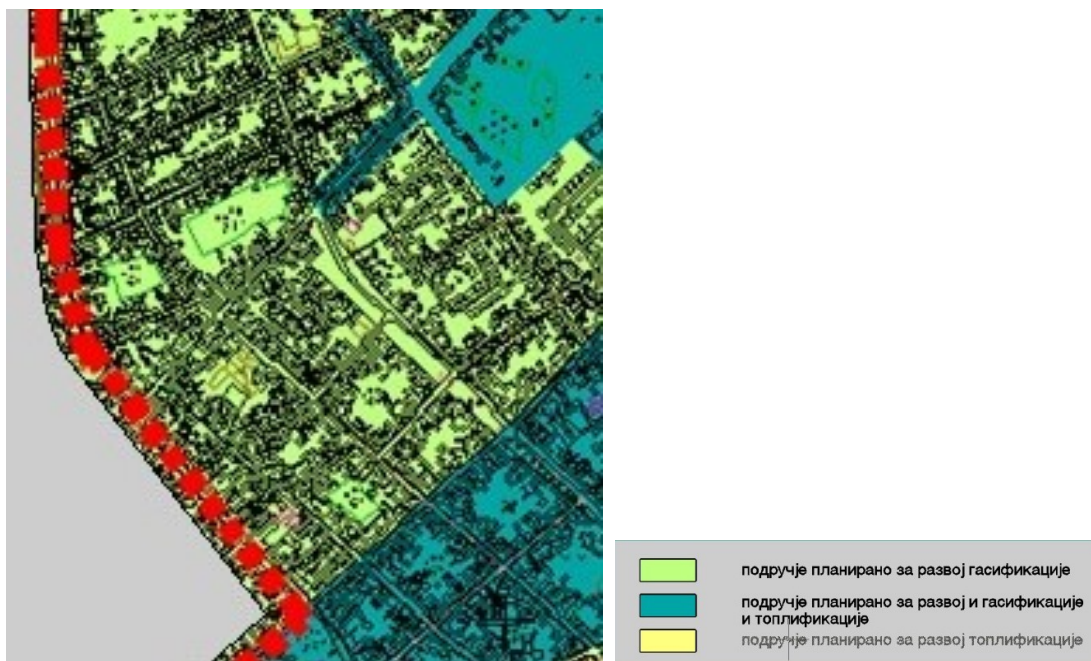 подручје планирано за развој гасификације
подручје планирано за развој и гасификације
и топлификације
подручје планирано за развој топлификације